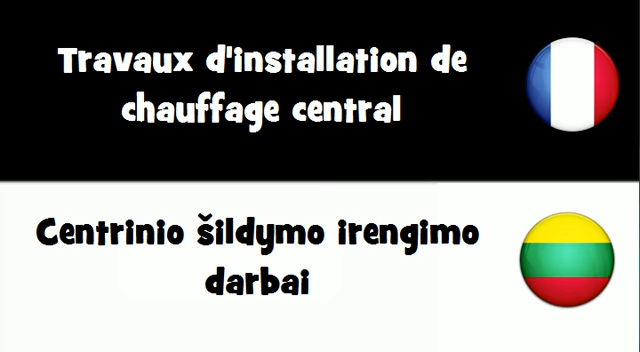 Travaux d'installation de
chauffage central
Centrinio šildymo irengimo
darbai